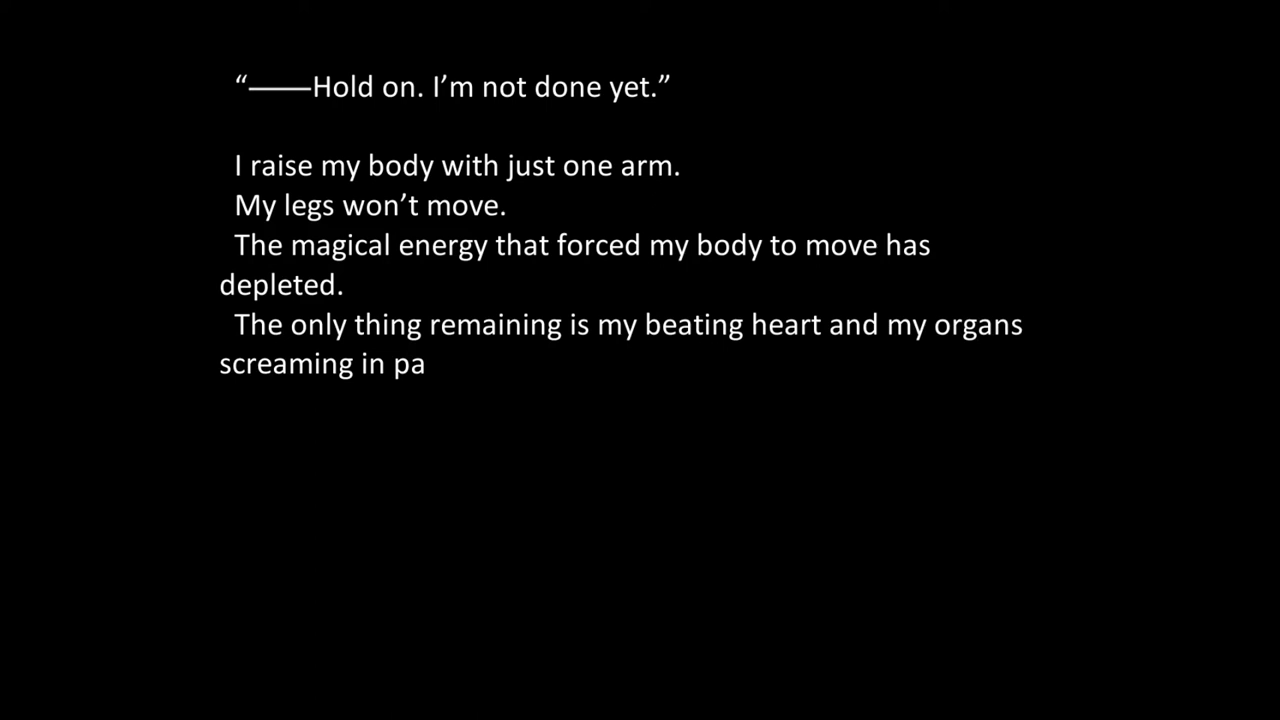 “───Hold on. I’m not done yet.”
I raise my body with just one arm.
My legs won’t move.
The magical energy that forced my body to move has
depleted.
The only thing remaining is my beating heart and my organs
screaming in pa